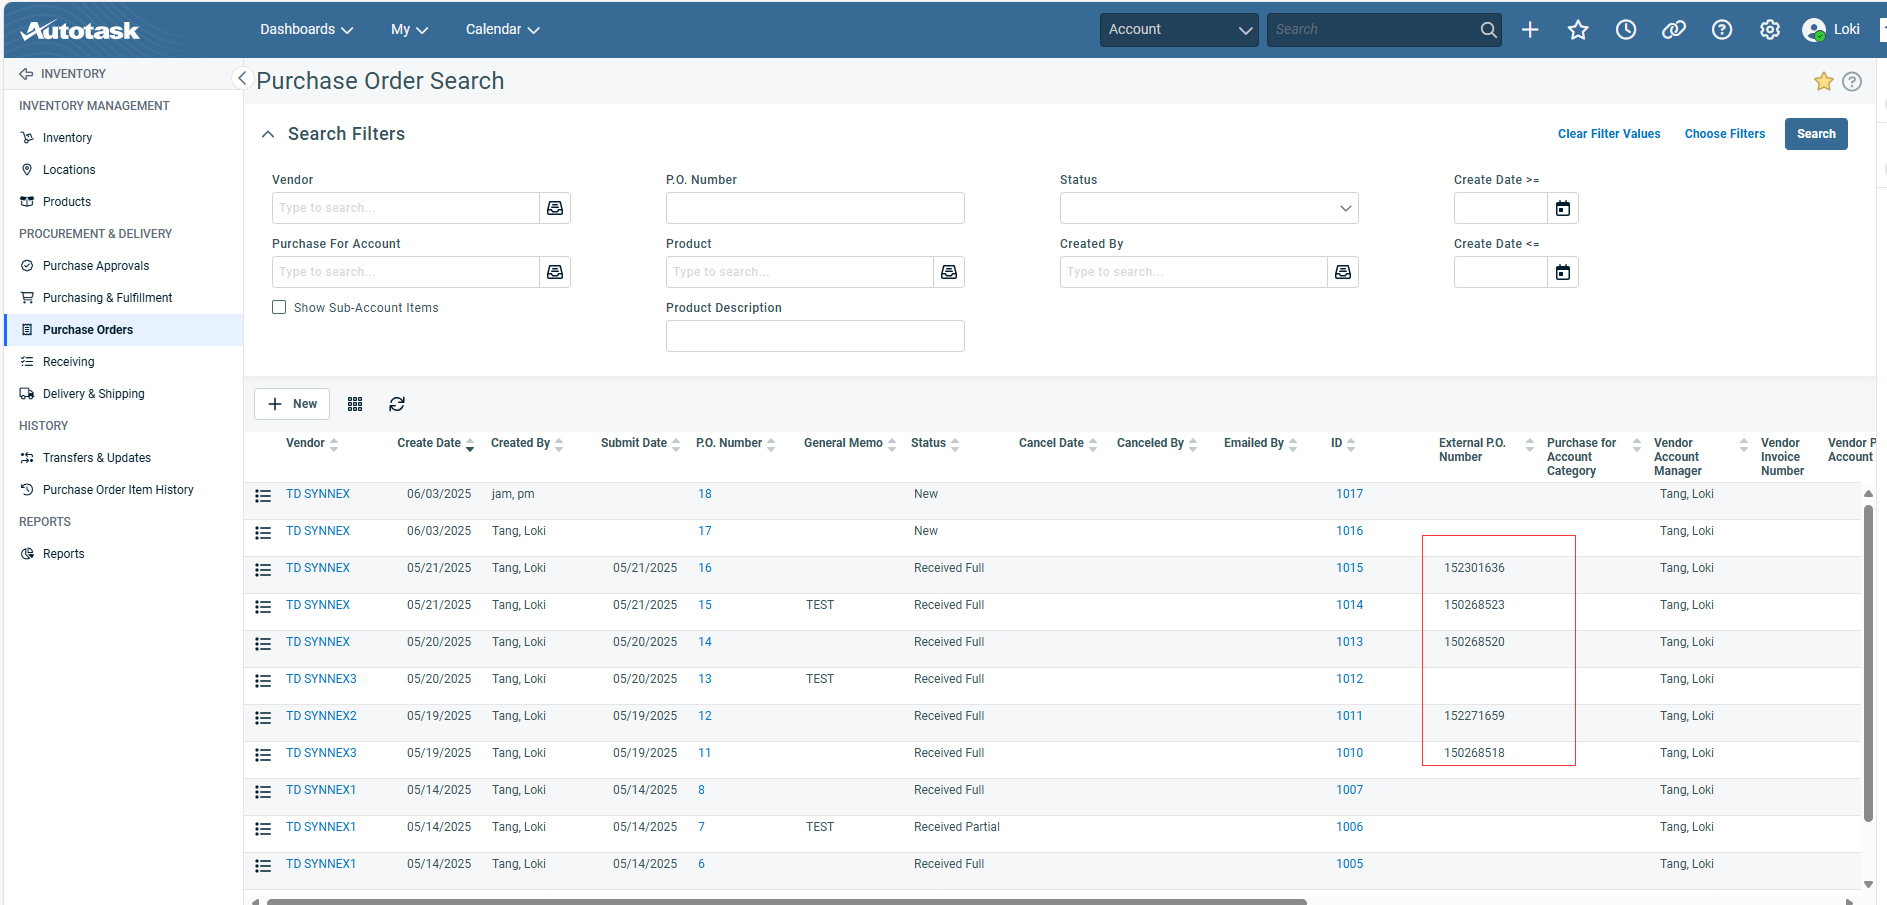 Autotask
Dashboards My Calendar Account Search Loki
INVENTORY
INVENTORY MANAGEMENT
Inventory
Locations
Products
PROCUREMENT & DELIVERY
Purchase Approvals
Purchasing & Fulfillment
Purchase Orders
Receiving
Delivery & Shipping
HISTORY
Transfers & Updates
Purchase Order Item History
REPORTS
Reports
Purchase Order Search
Search Filters
Clear Filter Values Choose Filters Search
Vendor P.O. Number Status Create Date >=
Type to search...
Purchase For Account Product Created By Create Date <=
Type to search... Type to search... Type to search...
Show Sub-Account Items Product Description
New
Vendor Create Date Created By Submit Date P.O. Number General Memo Status Cancel Date Canceled By Emailed By ID External P.O. Number Purchase for Account Category Vendor Account Manager Vendor Invoice Number Vendor P Account
TD SYNNEX 06/03/2025 jam, pm 18 New 1017 Tang, Loki
TD SYNNEX 06/03/2025 Tang, Loki 17 New 1016 Tang, Loki
TD SYNNEX 05/21/2025 Tang, Loki 05/21/2025 16 Received Full 1015 152301636 Tang, Loki
TD SYNNEX 05/21/2025 Tang, Loki 05/21/2025 15 TEST Received Full 1014 150268523 Tang, Loki
TD SYNNEX 05/20/2025 Tang, Loki 05/20/2025 14 Received Full 1013 150268520 Tang, Loki
TD SYNNEX3 05/20/2025 Tang, Loki 05/20/2025 13 TEST Received Full 1012 Tang, Loki
TD SYNNEX2 05/19/2025 Tang, Loki 05/19/2025 12 Received Full 1011 152271659 Tang, Loki
TD SYNNEX3 05/19/2025 Tang, Loki 05/19/2025 11 Received Full 1010 150268518 Tang, Loki
TD SYNNEX1 05/14/2025 Tang, Loki 05/14/2025 8 Received Full 1007 Tang, Loki
TD SYNNEX1 05/14/2025 Tang, Loki 05/14/2025 7 TEST Received Partial 1006 Tang, Loki
TD SYNNEX1 05/14/2025 Tang, Loki 05/14/2025 6 Received Full 1005 Tang, Loki